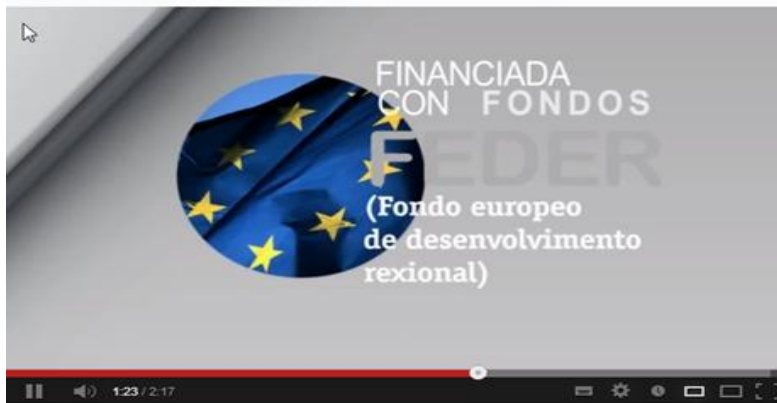 FINANCIADA
CON FONDOS
FEDER
(Fondo europeo
de desenvolvimento
rexional)
1:23 / 2:17